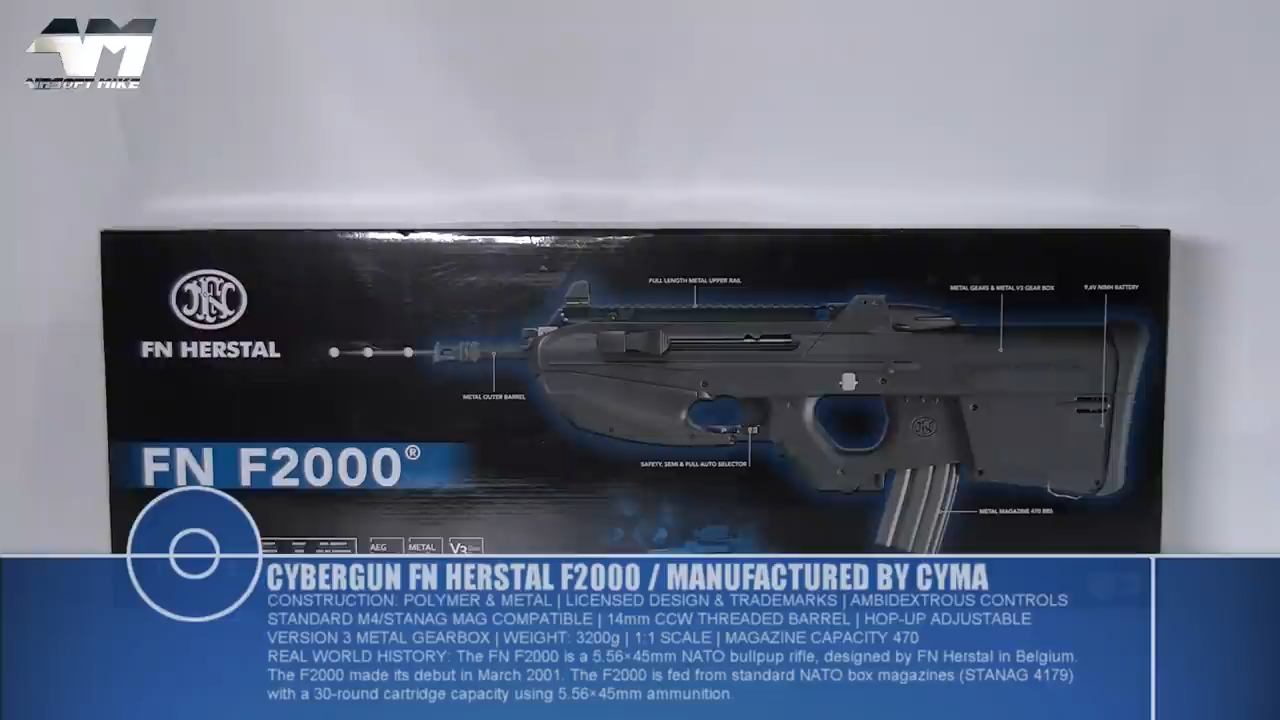 AM
AIRSOFT MIKE
FN HERSTAL
FULL LENGTH METAL UPPER RAIL
METAL GEARS & METAL V3 GEAR BOX
9.6V NIMH BATTERY
METAL OUTER BARREL
FN F2000®
SAFETY, SEMI & FULL AUTO SELECTOR
METAL MAGAZINE 470 BBS
AEG METAL V3
CYBERGUN FN HERSTAL F2000 / MANUFACTURED BY CYMA
CONSTRUCTION: POLYMER & METAL | LICENSED DESIGN & TRADEMARKS | AMBIDEXTROUS CONTROLS
STANDARD M4/STANAG MAG COMPATIBLE | 14mm CCW THREADED BARREL | HOP-UP ADJUSTABLE
VERSION 3 METAL GEARBOX | WEIGHT: 3200g | 1:1 SCALE | MAGAZINE CAPACITY 470
REAL WORLD HISTORY: The FN F2000 is a 5.56×45mm NATO bullpup rifle, designed by FN Herstal in Belgium.
The F2000 made its debut in March 2001. The F2000 is fed from standard NATO box magazines (STANAG 4179)
with a 30-round cartridge capacity using 5.56×45mm ammunition.